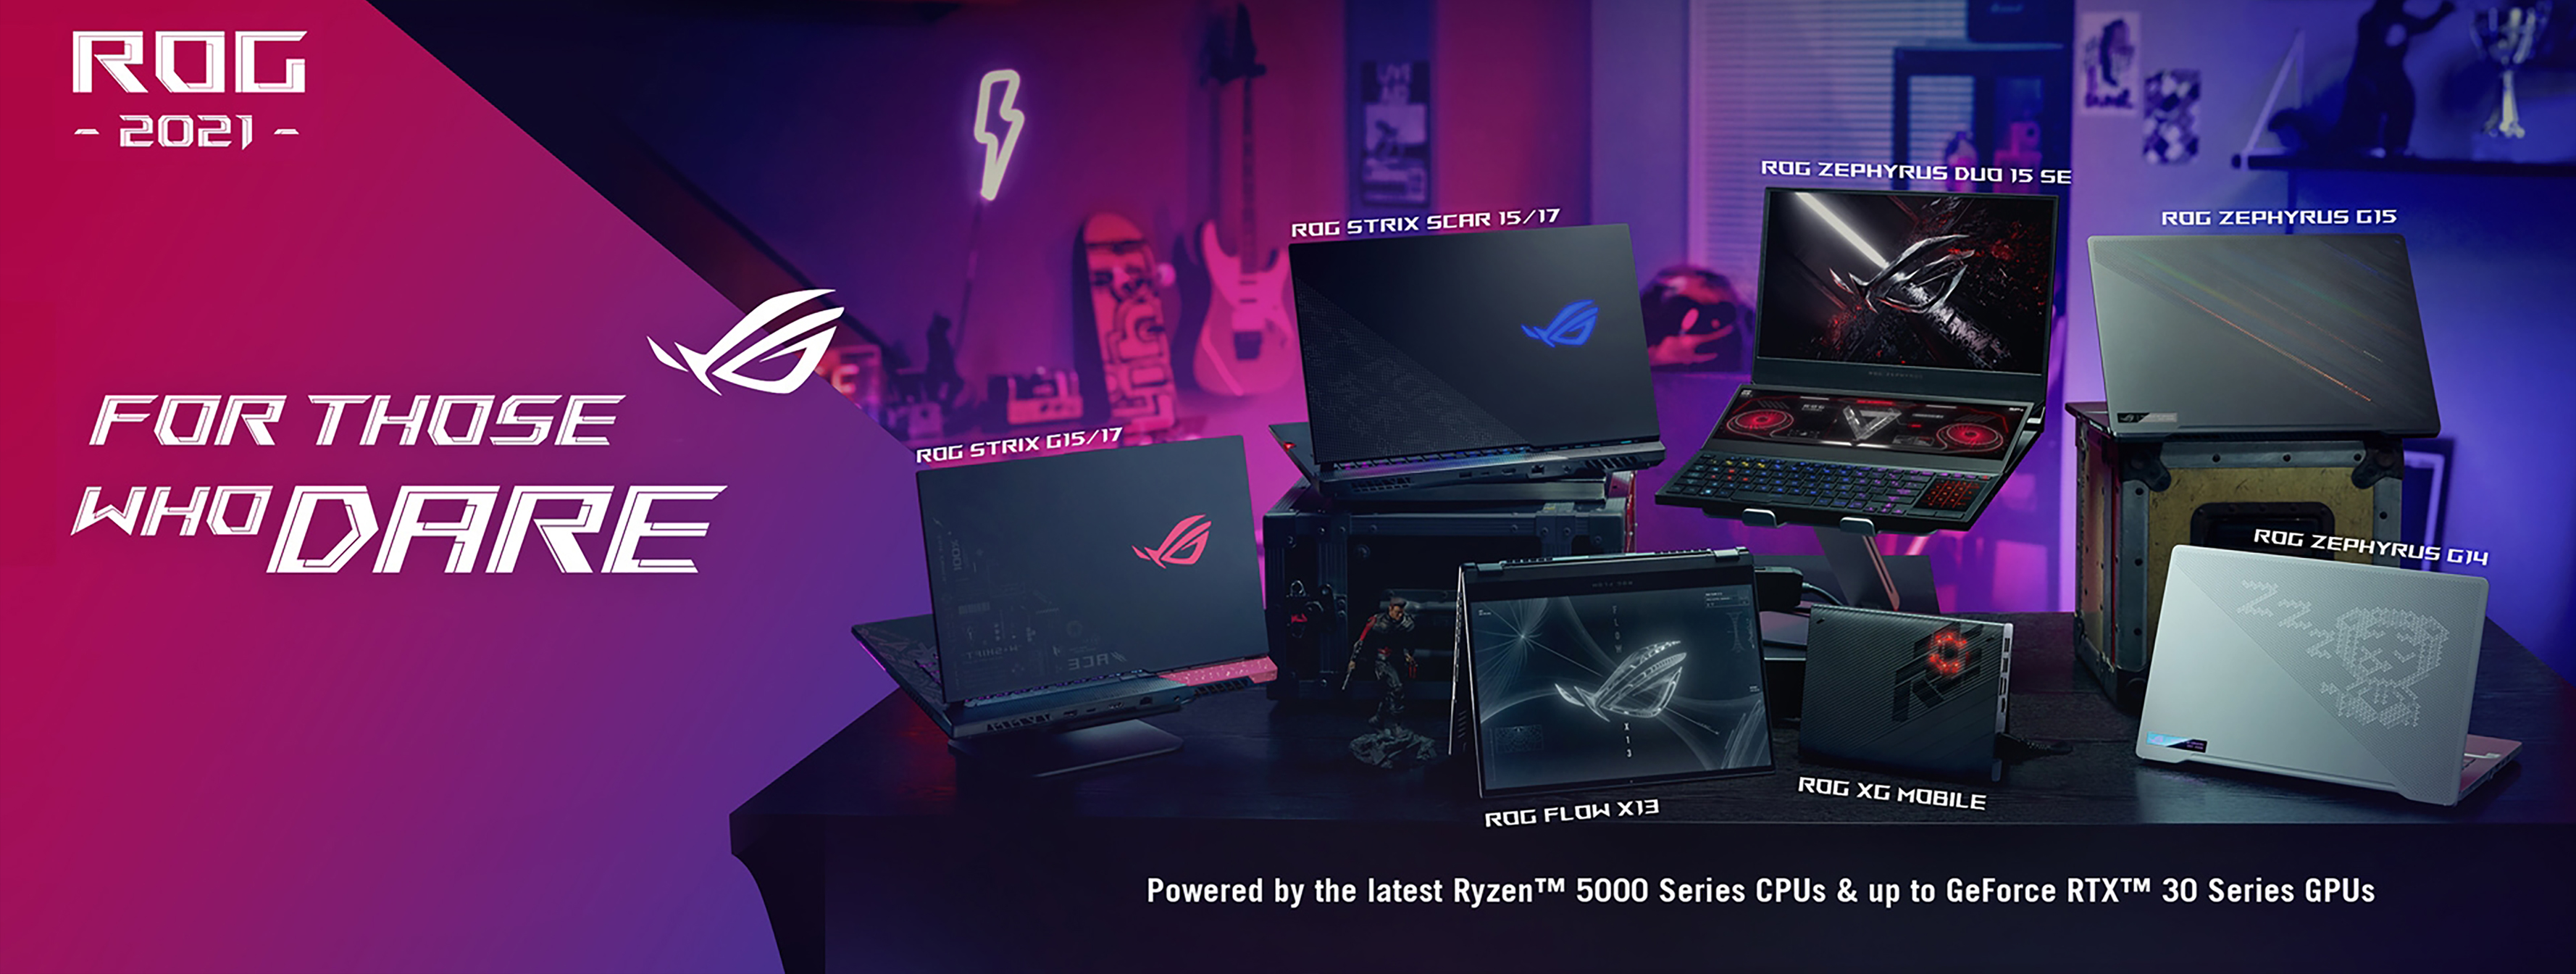 ROG
- 2021 -
FOR THOSE
WHO DARE
ROG STRIX G15/17
ROG STRIX SCAR 15/17
ROG ZEPHYRUS DUO 15 SE
ROG ZEPHYRUS G15
ROG ZEPHYRUS G14
FLOW
X13
ROG FLOW X13
ROG XG MOBILE
Powered by the latest Ryzen™ 5000 Series CPUs & up to GeForce RTX™ 30 Series GPUs